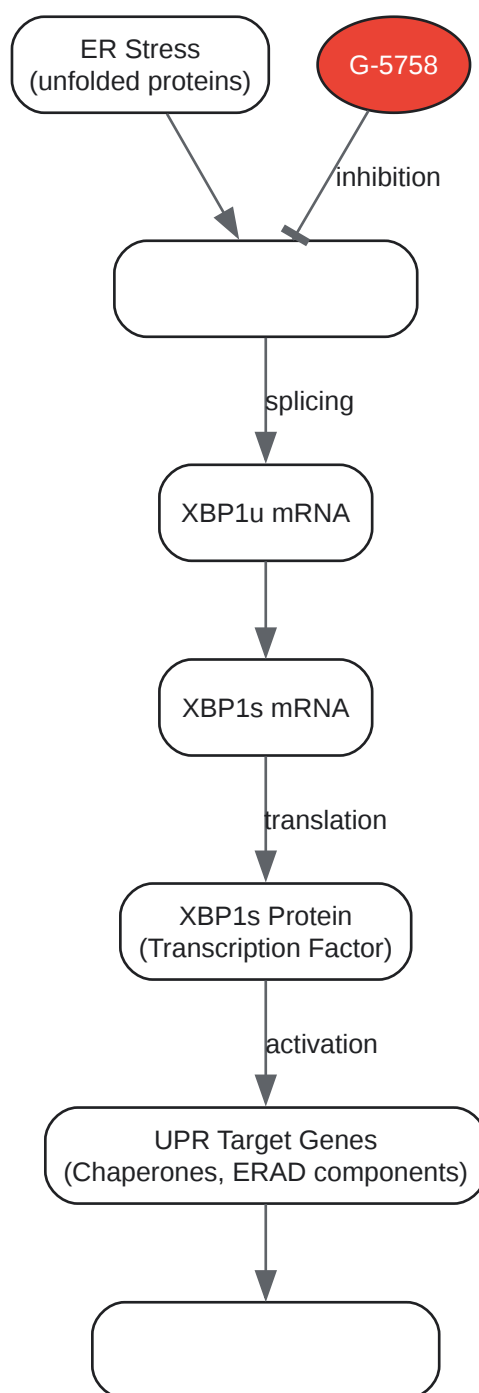 ER Stress
(unfolded proteins)
G-5758
inhibition
splicing
XBP1u mRNA
XBP1s mRNA
translation
XBP1s Protein
(Transcription Factor)
activation
UPR Target Genes
(Chaperones, ERAD components)